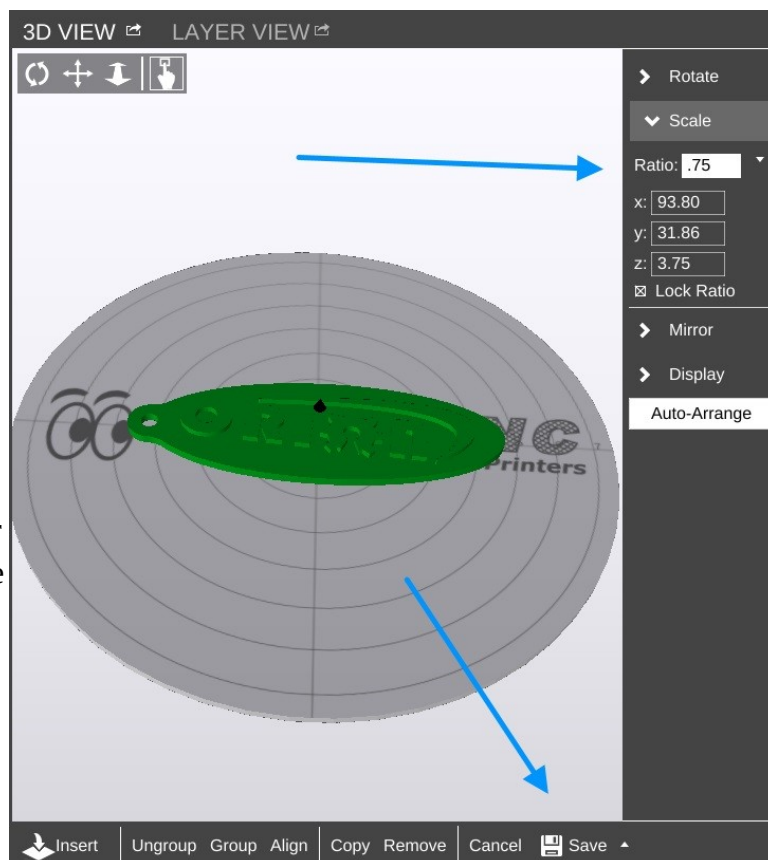 3D VIEW LAYER VIEW
Rotate
Scale
Ratio: .75
x: 93.80
y: 31.86
z: 3.75
Lock Ratio
Mirror
Display
Auto-Arrange
NC
Printers
Insert Ungroup Group Align Copy Remove Cancel Save